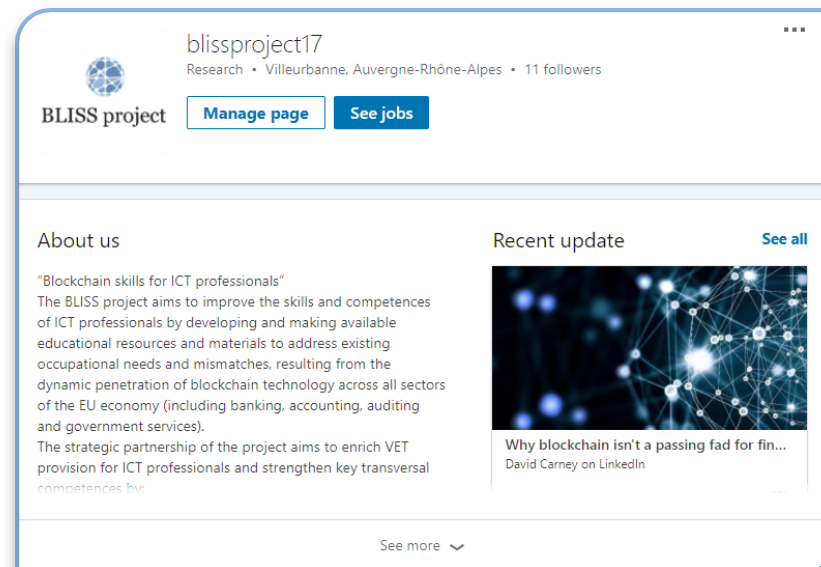 blissproject17
Research • Villeurbanne, Auvergne-Rhône-Alpes • 11 followers
BLISS project
Manage page
See jobs
About us
“Blockchain skills for ICT professionals”
The BLISS project aims to improve the skills and competences
of ICT professionals by developing and making available
educational resources and materials to address existing
occupational needs and mismatches, resulting from the
dynamic penetration of blockchain technology across all sectors
of the EU economy (including banking, accounting, auditing
and government services).
The strategic partnership of the project aims to enrich VET
provision for ICT professionals and strengthen key transversal
competences by:
Recent update
See all
Why blockchain isn't a passing fad for fin...
David Carney on LinkedIn
See more